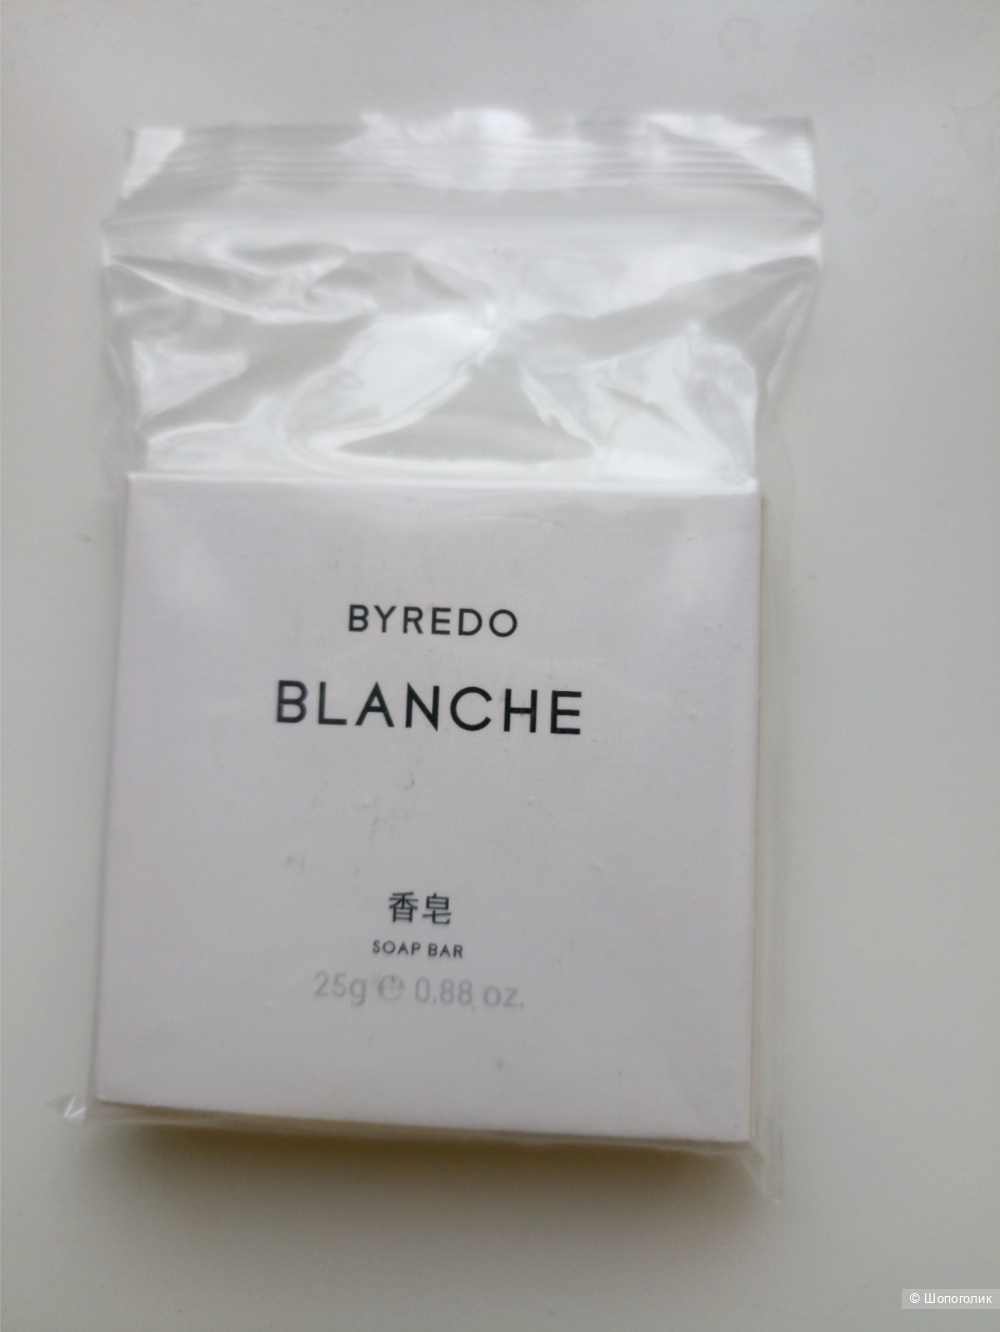 BYREDO
BLANCHE
香皂
SOAP BAR
25g ℮ 0.88 oz.
© Шопоголик